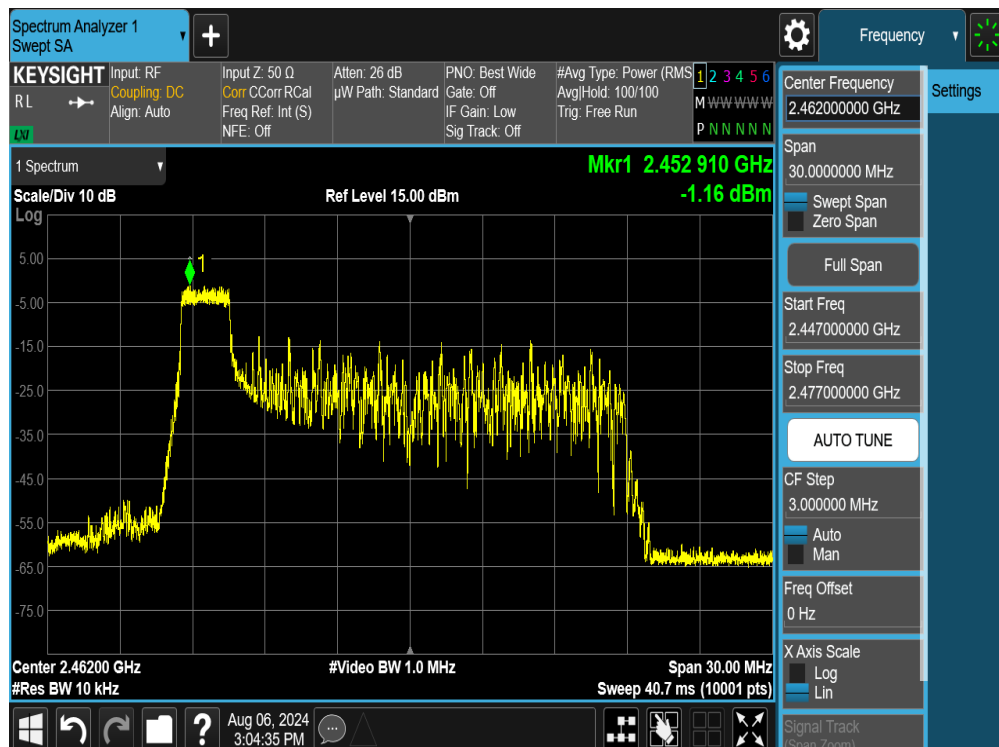 Spectrum Analyzer 1
Swept SA
+
Frequency
KEYSIGHT
RL
LXI
Input: RF
Coupling: DC
Align: Auto
Input Z: 50 Ω
Corr CCorr RCal
Freq Ref: Int (S)
NFE: Off
Atten: 26 dB
µW Path: Standard
PNO: Best Wide
Gate: Off
IF Gain: Low
Sig Track: Off
#Avg Type: Power (RMS
Avg|Hold: 100/100
Trig: Free Run
1 2 3 4 5 6
M W W W W W
P N N N N N
1 Spectrum
Scale/Div 10 dB
Ref Level 15.00 dBm
Mkr1 2.452 910 GHz
-1.16 dBm
Log
1
5.00
-5.00
-15.0
-25.0
-35.0
-45.0
-55.0
-65.0
-75.0
Center 2.46200 GHz
#Video BW 1.0 MHz
Span 30.00 MHz
#Res BW 10 kHz
Sweep 40.7 ms (10001 pts)
Center Frequency
2.462000000 GHz
Settings
Span
30.0000000 MHz
Swept Span
Zero Span
Full Span
Start Freq
2.447000000 GHz
Stop Freq
2.477000000 GHz
AUTO TUNE
CF Step
3.000000 MHz
Auto
Man
Freq Offset
0 Hz
X Axis Scale
Log
Lin
Signal Track
(Span Zoom)
?
Aug 06, 2024
3:04:35 PM